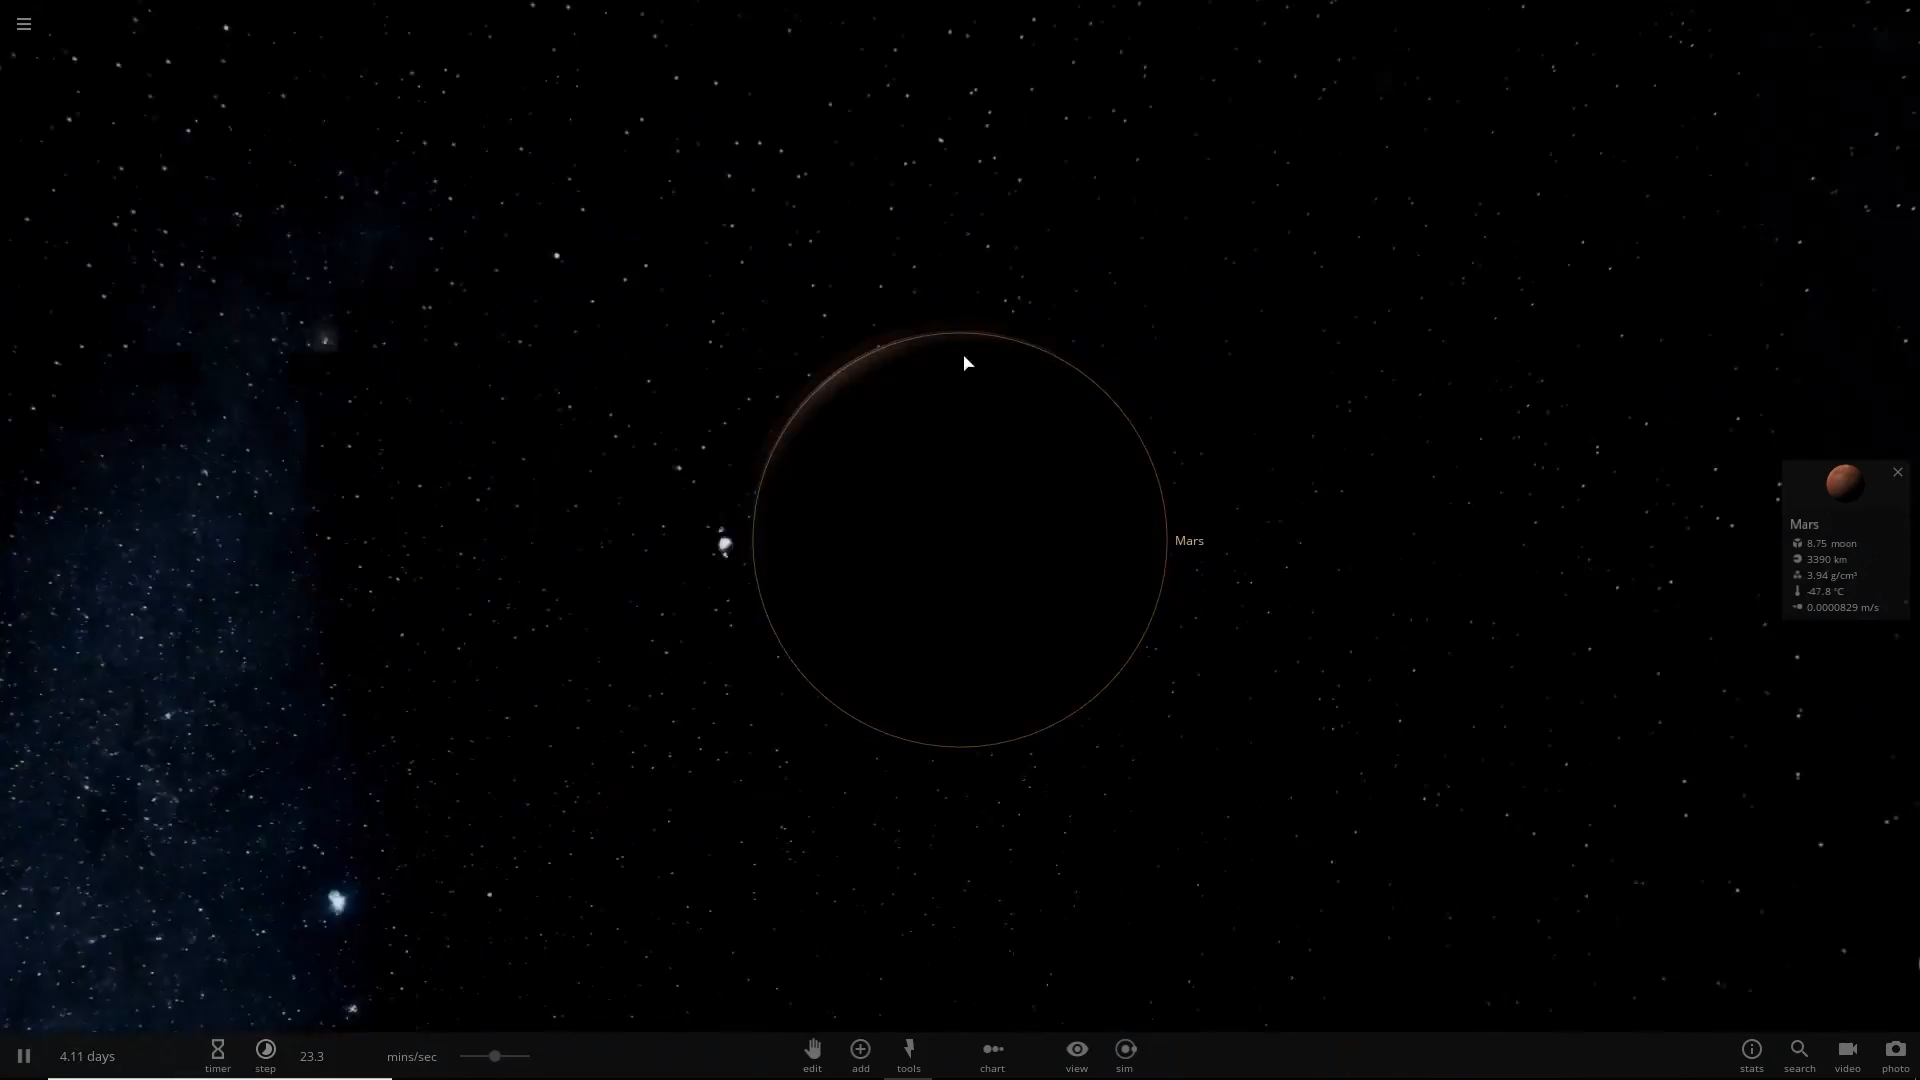 Mars
Mars
8.75 moon
3390 km
3.94 g/cm³
-47.8 °C
0.0000829 m/s
4.11 days
timer
step
23.3
mins/sec
edit
add
tools
chart
view
sim
stats
search
video
photo